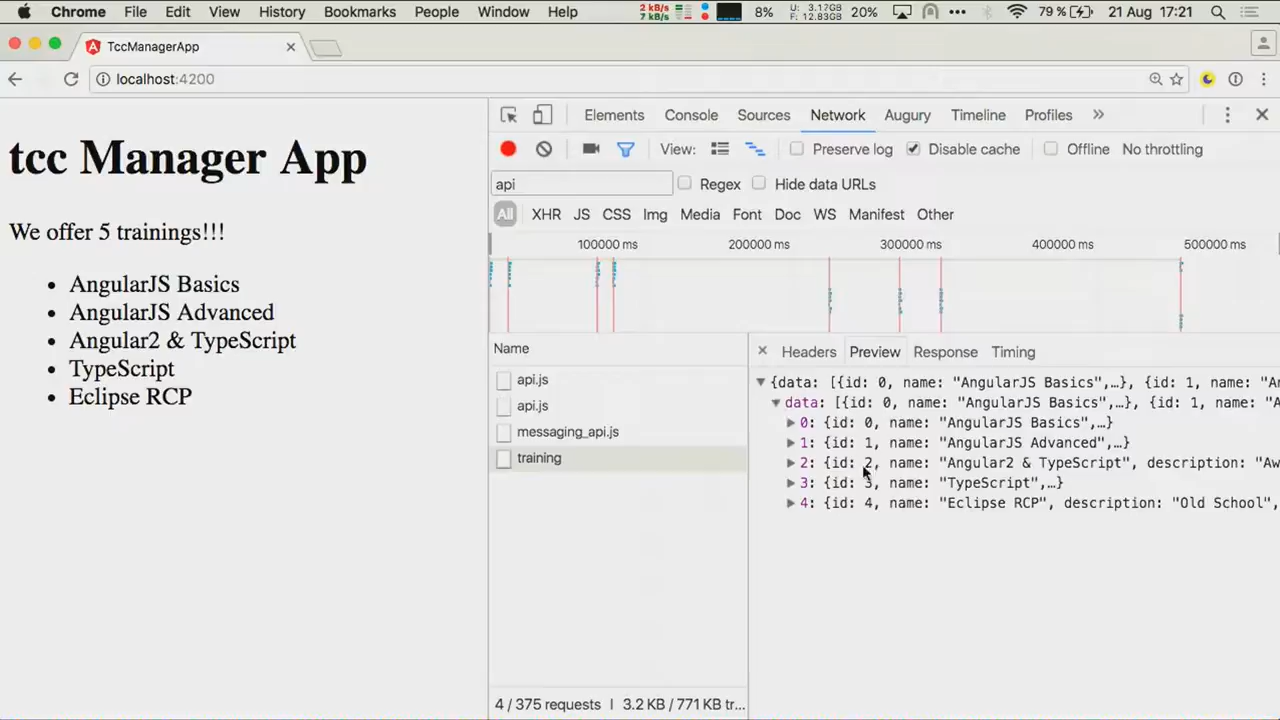 Chrome File Edit View History Bookmarks People Window Help 2 kB/s 7 kB/s 8% U: 3.17GB F: 12.83GB 20% 79 % 21 Aug 17:21
TccManagerApp
localhost:4200
tcc Manager App
We offer 5 trainings!!!
• AngularJS Basics
• AngularJS Advanced
• Angular2 & TypeScript
• TypeScript
• Eclipse RCP
Elements Console Sources Network Augury Timeline Profiles »
View: Preserve log Disable cache Offline No throttling
api Regex Hide data URLs
All XHR JS CSS Img Media Font Doc WS Manifest Other
100000 ms 200000 ms 300000 ms 400000 ms 500000 ms
Name
api.js
api.js
messaging_api.js
training
4 / 375 requests | 3.2 KB / 771 KB tr...
× Headers Preview Response Timing
▼{data: [{id: 0, name: "AngularJS Basics",…}, {id: 1, name: "An
▼data: [{id: 0, name: "AngularJS Basics",…}, {id: 1, name: "A
▶0: {id: 0, name: "AngularJS Basics",…}
▶1: {id: 1, name: "AngularJS Advanced",…}
▶2: {id: 2, name: "Angular2 & TypeScript", description: "Aw
▶3: {id: 3, name: "TypeScript",…}
▶4: {id: 4, name: "Eclipse RCP", description: "Old School",